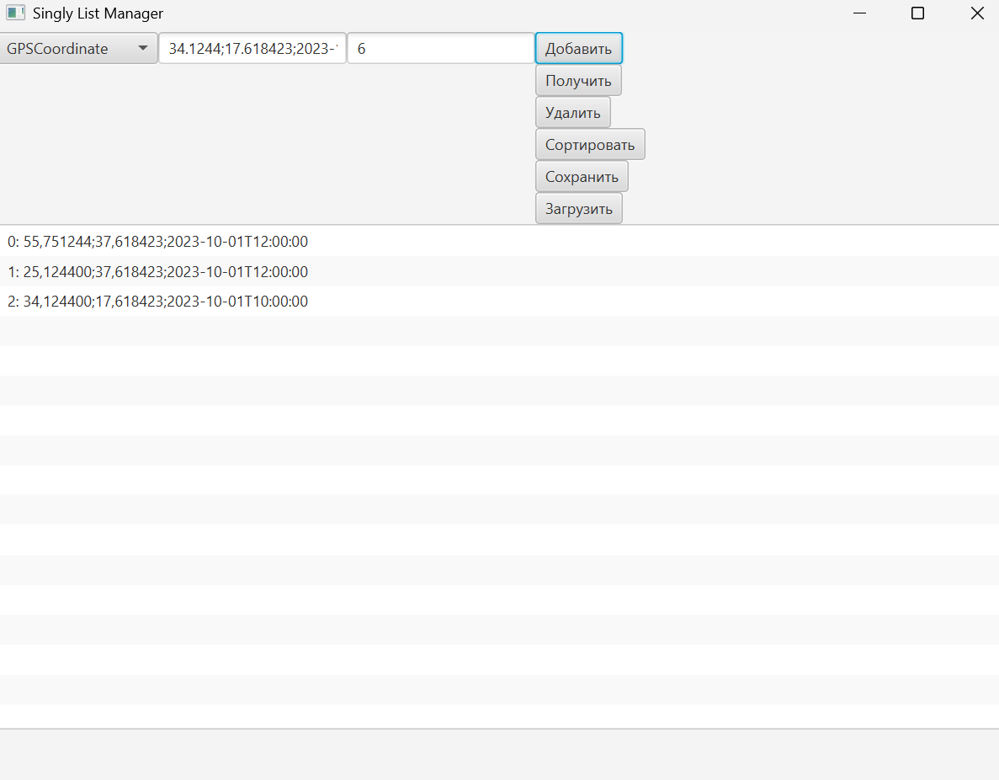 Singly List Manager
GPSCoordinate 34.1244;17.618423;2023- 6 Добавить
Получить
Удалить
Сортировать
Сохранить
Загрузить
0: 55,751244;37,618423;2023-10-01T12:00:00
1: 25,124400;37,618423;2023-10-01T12:00:00
2: 34,124400;17,618423;2023-10-01T10:00:00